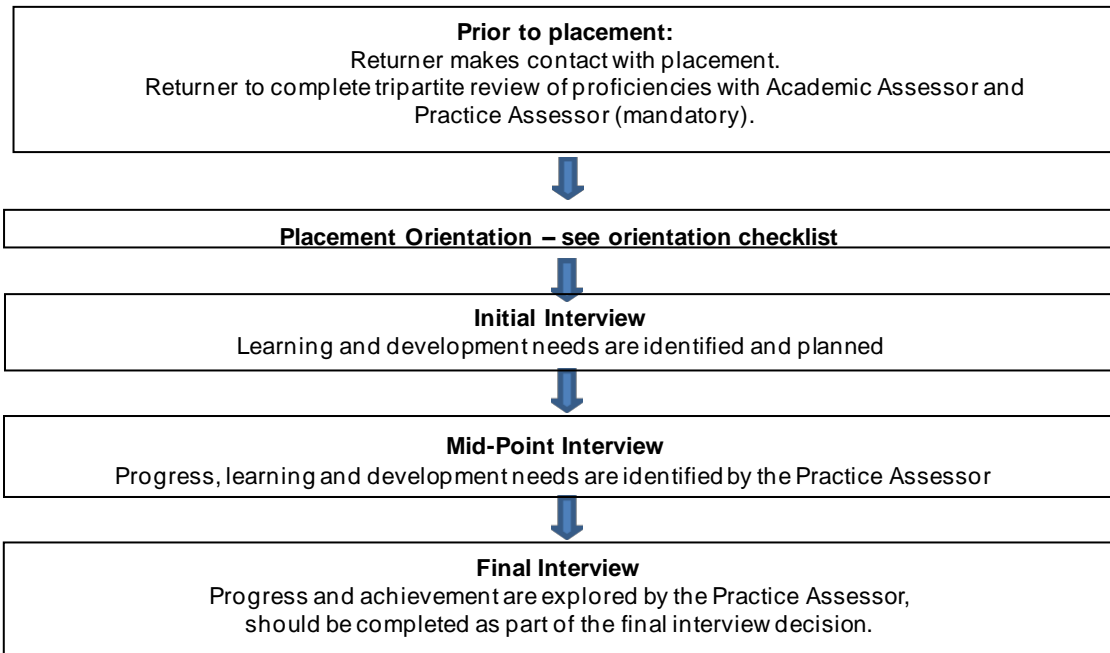 Prior to placement:
Returner makes contact with placement.
Returner to complete tripartite review of proficiencies with Academic Assessor and
Practice Assessor (mandatory).
Placement Orientation – see orientation checklist
Initial Interview
Learning and development needs are identified and planned
Mid-Point Interview
Progress, learning and development needs are identified by the Practice Assessor
Final Interview
Progress and achievement are explored by the Practice Assessor,
should be completed as part of the final interview decision.